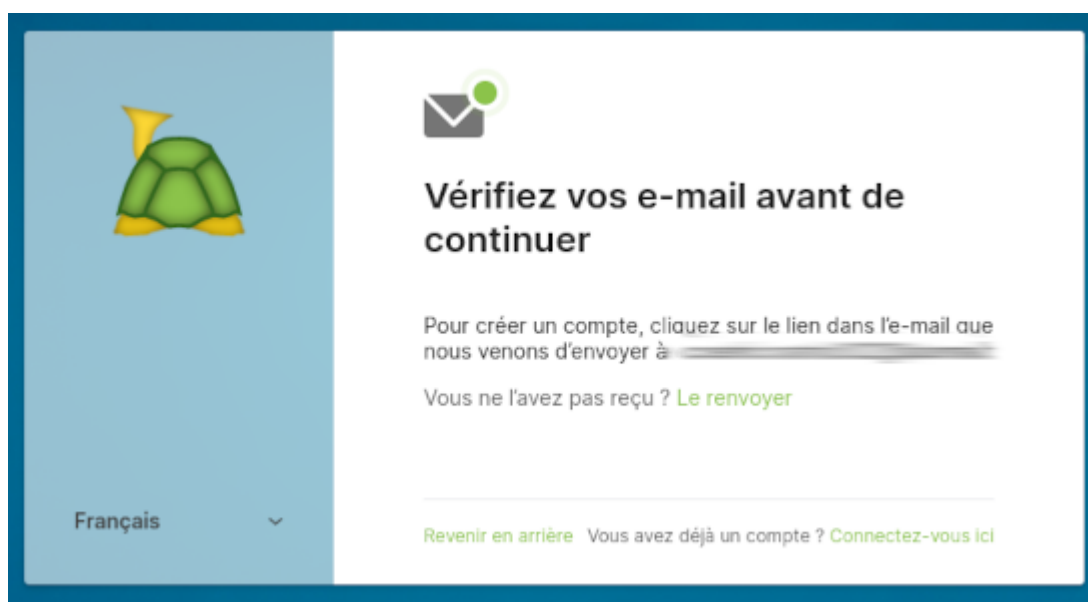 Vérifiez vos e-mail avant de
continuer
Pour créer un compte, cliquez sur le lien dans l'e-mail que
nous venons d'envoyer à
Vous ne l'avez pas reçu ? Le renvoyer
Français
Revenir en arrière Vous avez déjà un compte ? Connectez-vous ici